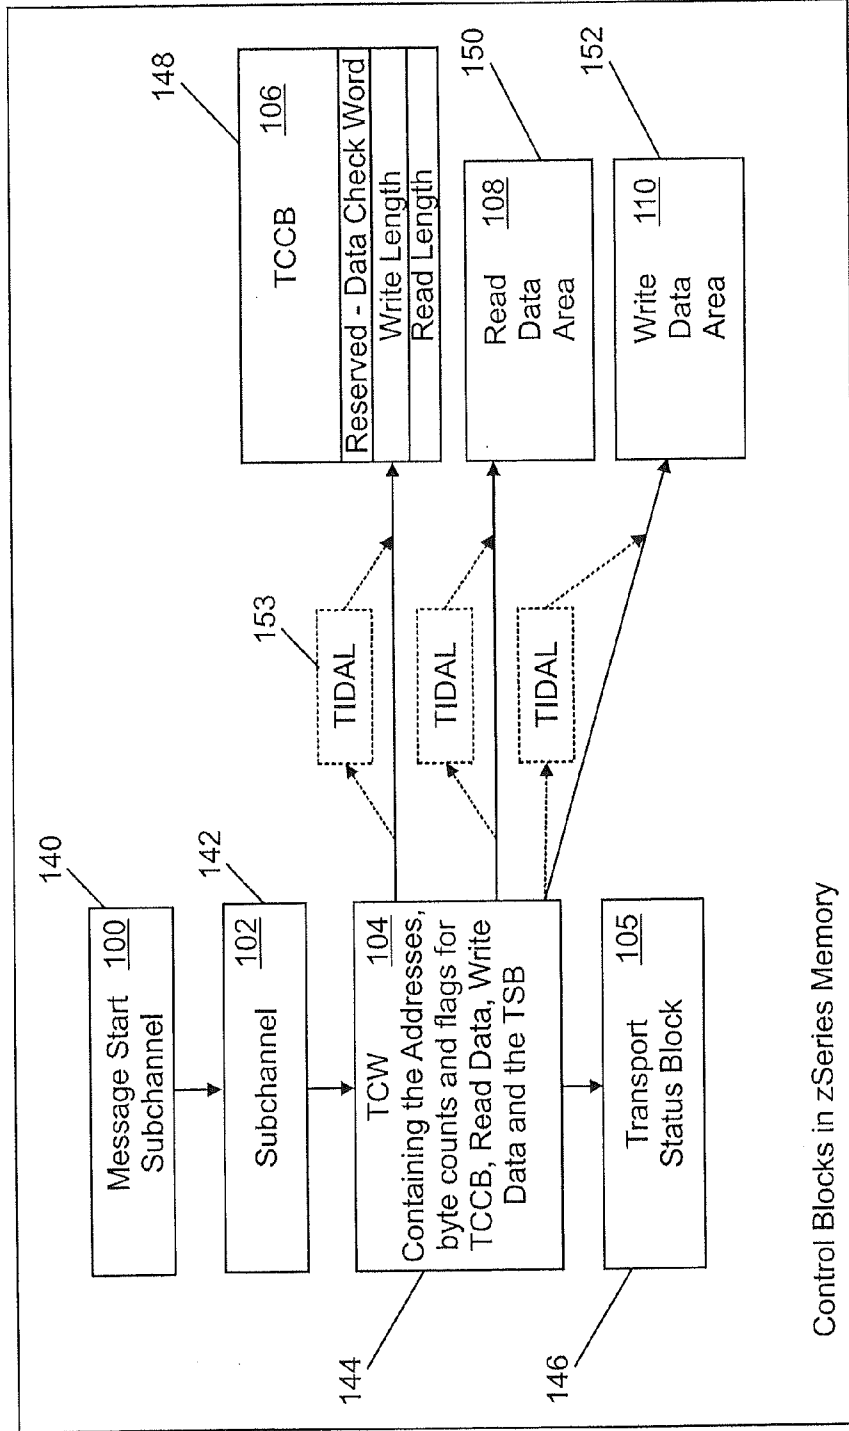 140
Message Start 100
Subchannel
142
Subchannel 102
144
TCW 104
Containing the Addresses,
byte counts and flags for
TCCB, Read Data, Write
Data and the TSB
146
Transport 105
Status Block
153
TIDAL
TIDAL
TIDAL
148
TCCB 106
Reserved - Data Check Word
Write Length
Read Length
150
Read 108
Data
Area
152
Write 110
Data
Area
Control Blocks in zSeries Memory